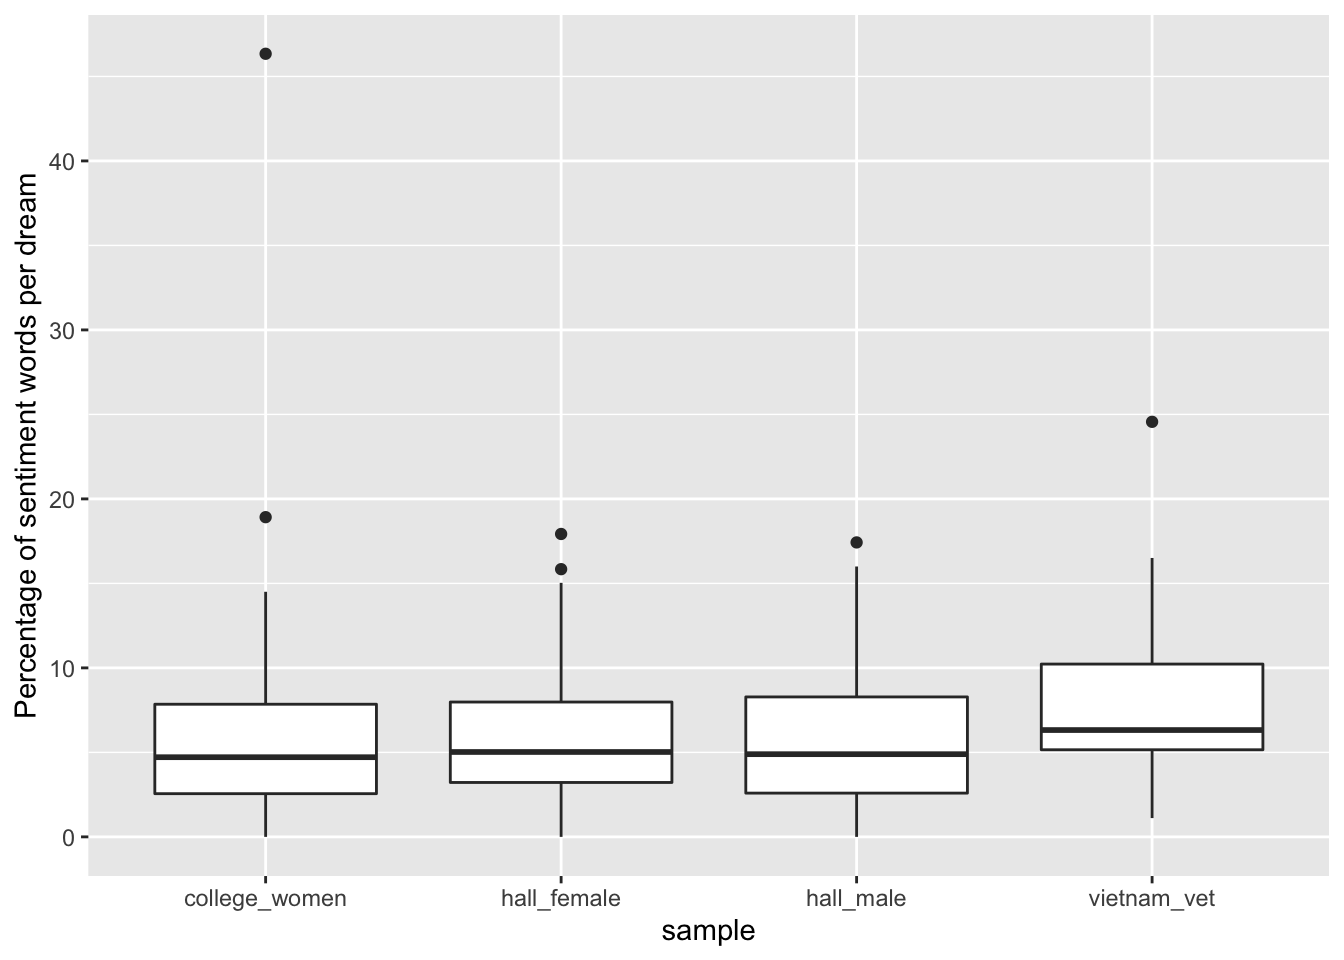 Percentage of sentiment words per dream
40
30
20
10
0
college_women
hall_female
hall_male
vietnam_vet
sample